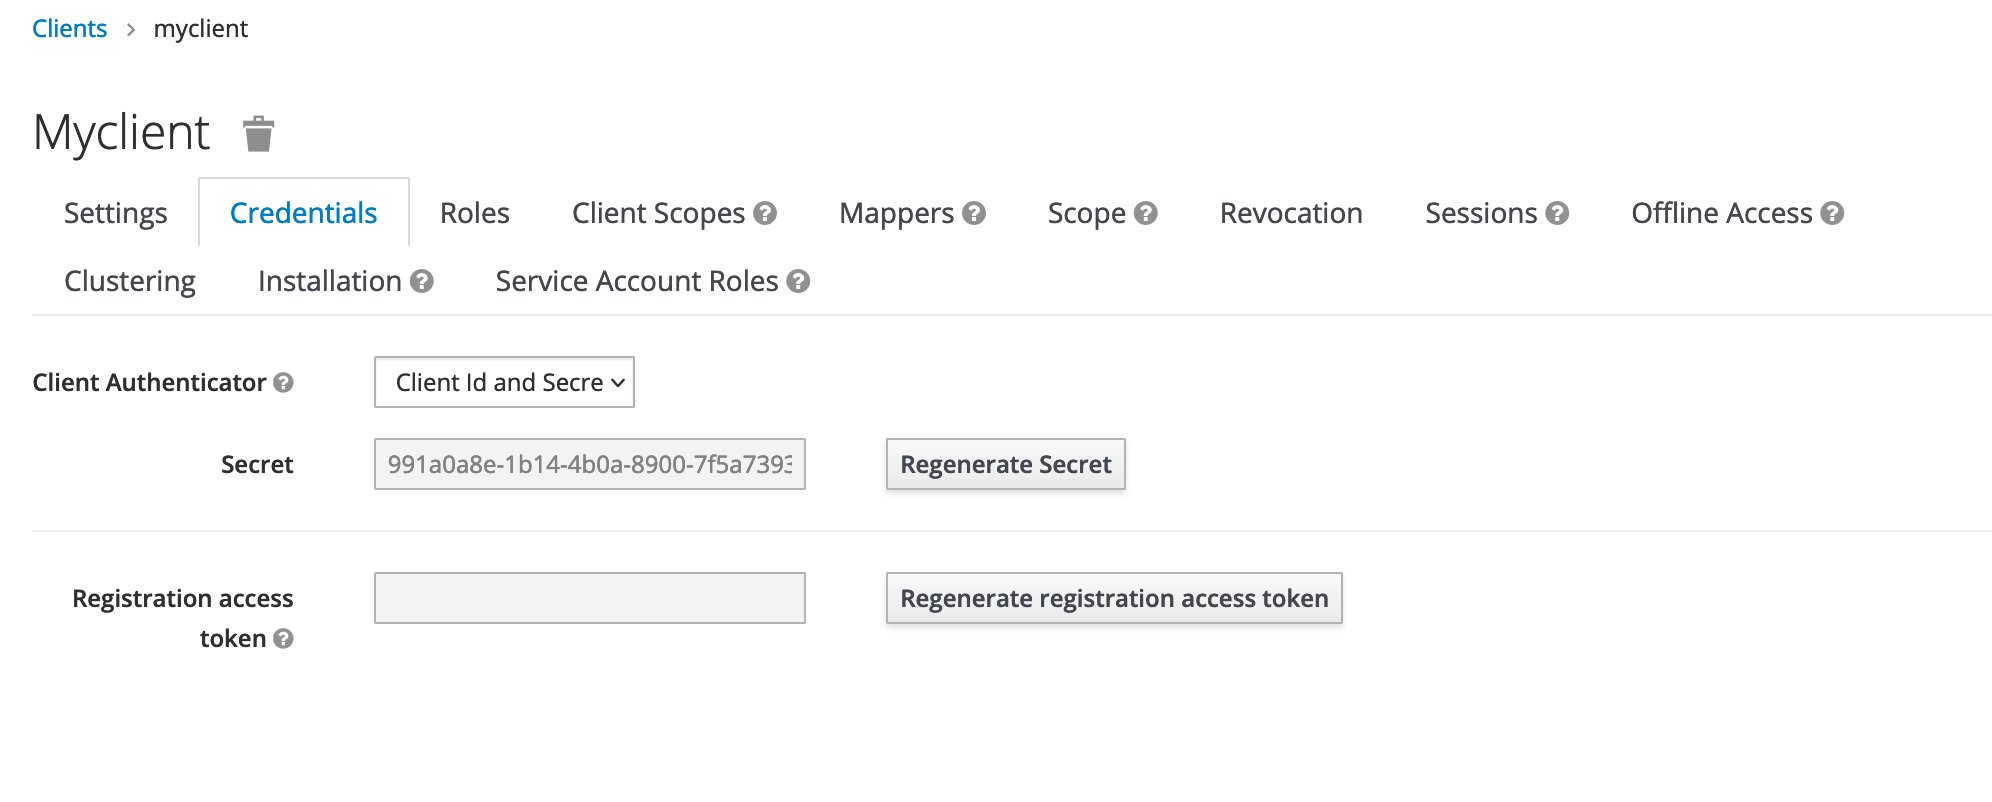 Clients > myclient
Myclient
Settings Credentials Roles Client Scopes Mappers Scope Revocation Sessions Offline Access
Clustering Installation Service Account Roles
Client Authenticator Client Id and Secre
Secret 991a0a8e-1b14-4b0a-8900-7f5a7393 Regenerate Secret
Registration access Regenerate registration access token
token